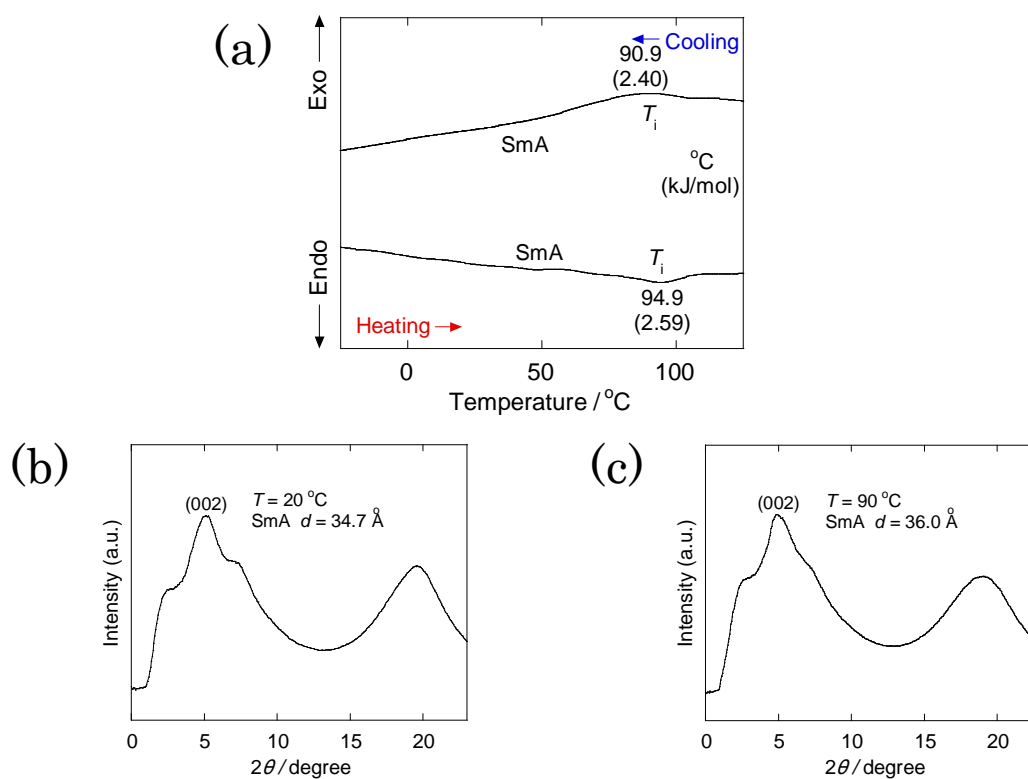 (a)
← Cooling
90.9
(2.40)
Exo
T_i
SmA
°C
(kJ/mol)
SmA
T_i
Endo
94.9
(2.59)
Heating →
0 50 100
Temperature / °C
(b)
(002)
T = 20 °C
SmA d = 34.7 Å
Intensity (a.u.)
0 5 10 15 20
2θ / degree
(c)
(002)
T = 90 °C
SmA d = 36.0 Å
Intensity (a.u.)
0 5 10 15 20
2θ / degree